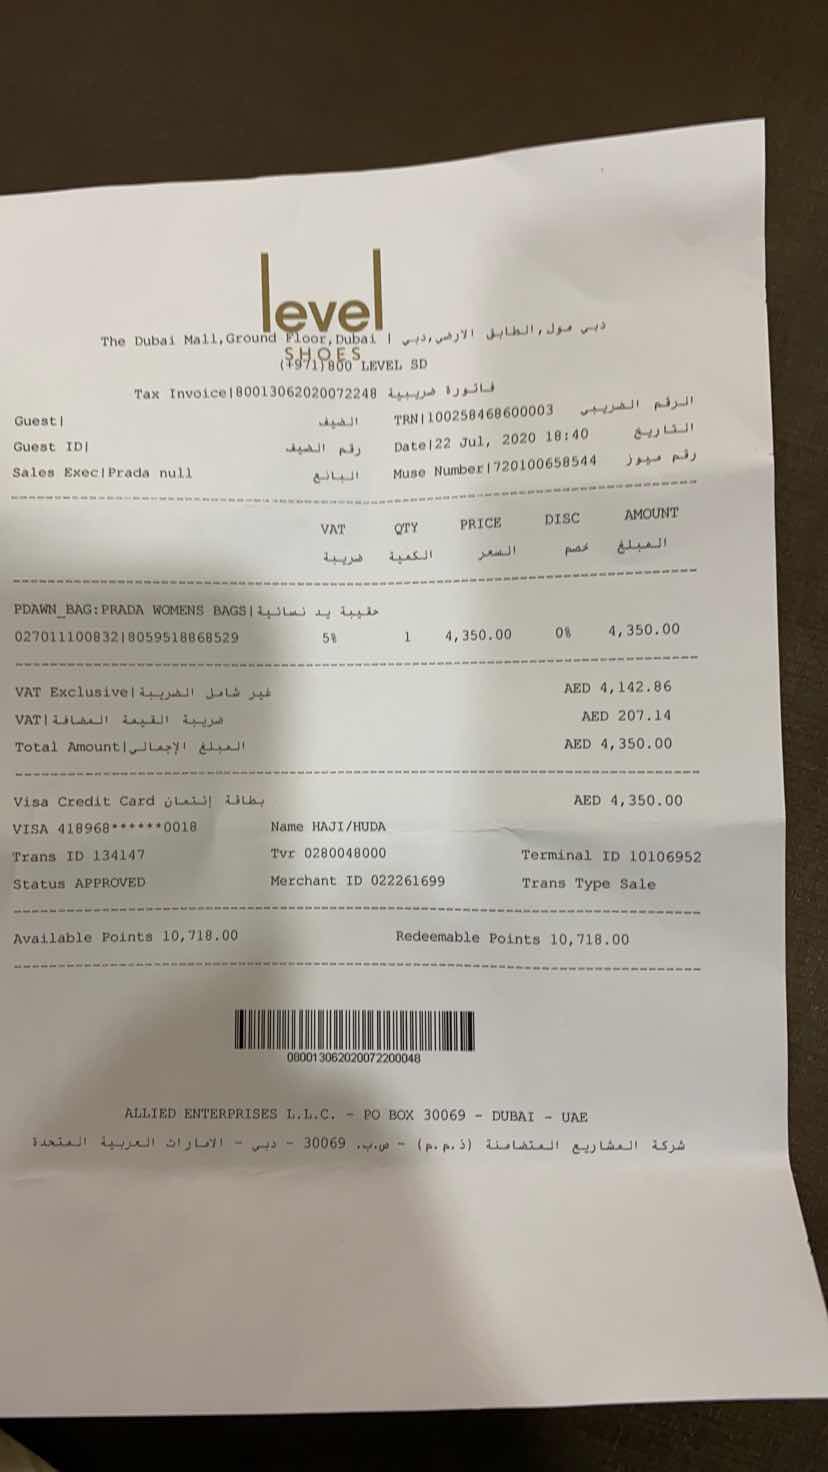 level
The Dubai Mall,Ground Floor,Dubai | دبي مول,الطابق الارضي,دبي
SHOES
(+971)800 LEVEL SD
Tax Invoice|80013062020072248 فاتورة ضريبية
Guest| الضيف TRN|100258468600003 الرقم الضريبي
Guest ID| رقم الضيف Date|22 Jul, 2020 18:40 التاريخ
Sales Exec|Prada null البائع Muse Number|720100658544 رقم ميوز
VAT QTY PRICE DISC AMOUNT
ضريبة الكمية السعر خصم المبلغ
PDAWN_BAG:PRADA WOMENS BAGS|حقيبة يد نسائية
027011100832|8059518868529 5% 1 4,350.00 0% 4,350.00
VAT Exclusive|غير شامل الضريبة AED 4,142.86
VAT|ضريبة القيمة المضافة AED 207.14
Total Amount|المبلغ الإجمالي AED 4,350.00
Visa Credit Card بطاقة إئتمان AED 4,350.00
VISA 418968******0018 Name HAJI/HUDA
Trans ID 134147 Tvr 0280048000 Terminal ID 10106952
Status APPROVED Merchant ID 022261699 Trans Type Sale
Available Points 10,718.00 Redeemable Points 10,718.00
080013062020072200048
ALLIED ENTERPRISES L.L.C. - PO BOX 30069 - DUBAI - UAE
شركة المشاريع المتضامنة (ذ.م.م) - ص.ب. 30069 - دبي - الامارات العربية المتحدة